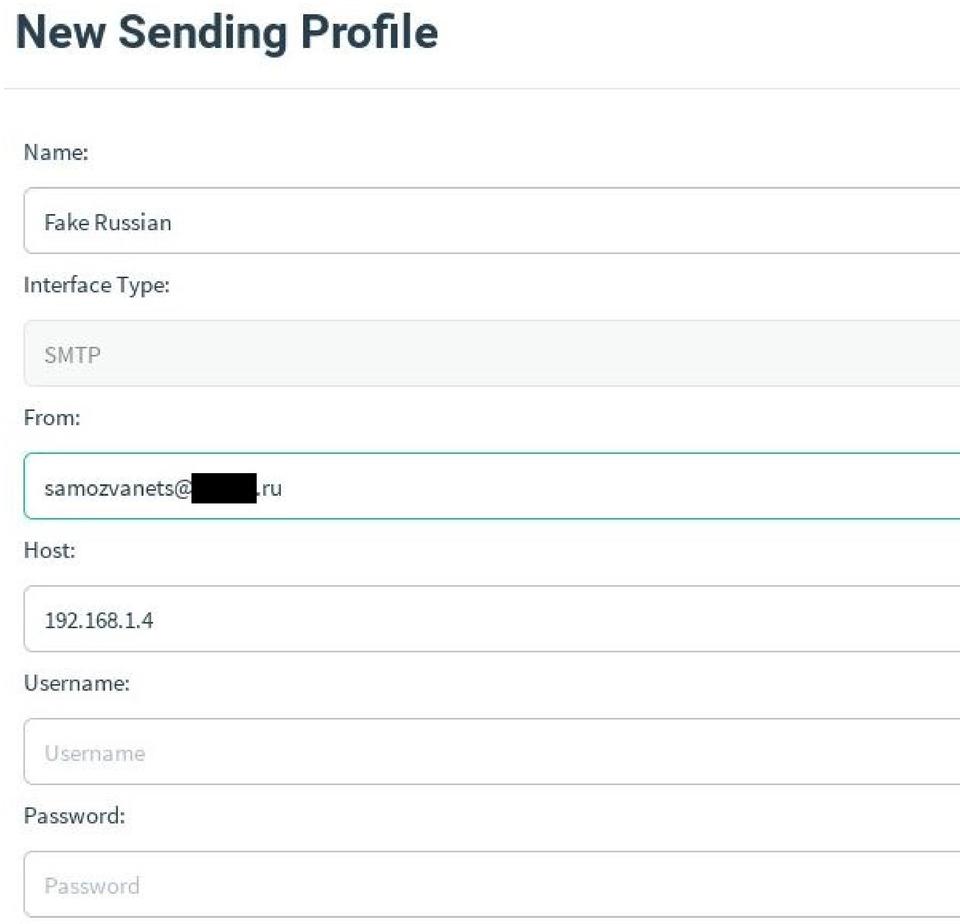 New Sending Profile
Name:
Fake Russian
Interface Type:
SMTP
From:
samozvanets@ .ru
Host:
192.168.1.4
Username:
Username
Password:
Password